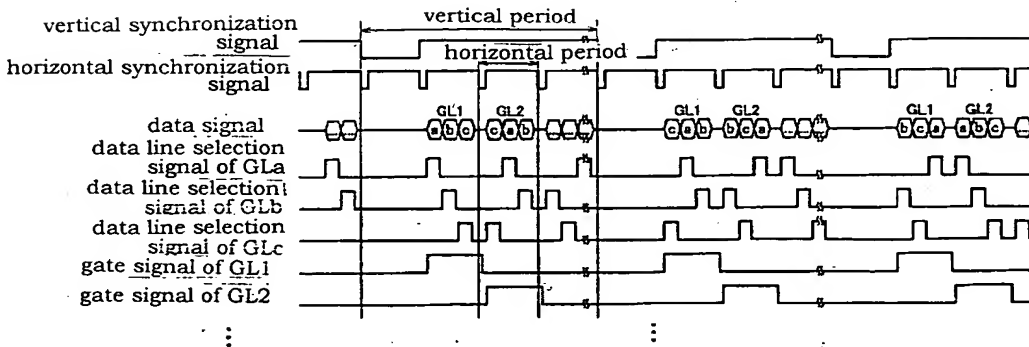 vertical period
vertical synchronization
signal
horizontal period
horizontal synchronization
signal
GL1 GL2 GL1 GL2 GL1 GL2
data signal a b c c a b c a b b c a b c a a b c
data line selection
signal of GLa
data line selection
signal of GLb
data line selection
signal of GLc
gate signal of GL1
gate signal of GL2